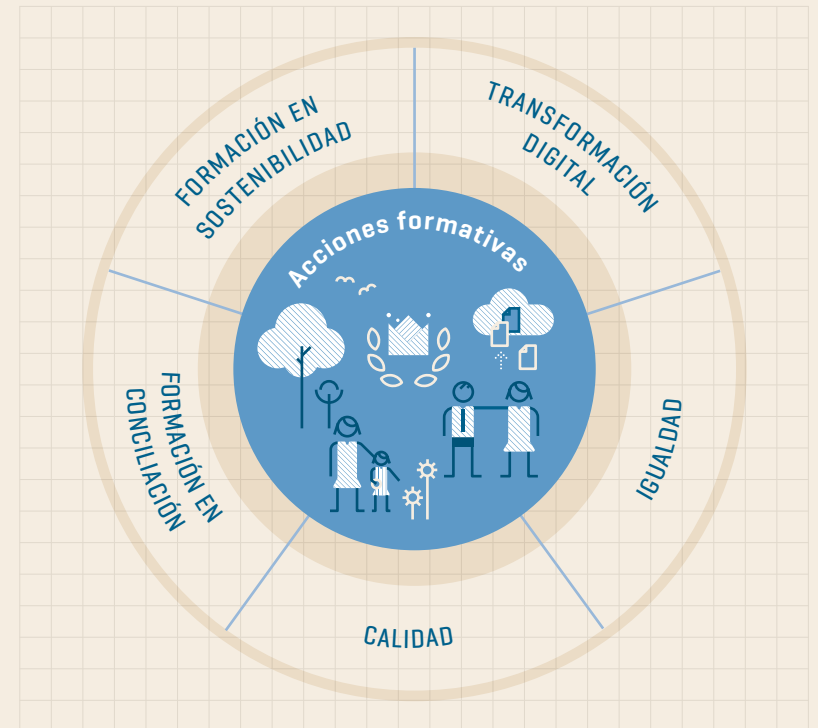 FORMACIÓN EN
SOSTENIBILIDAD
TRANSFORMACIÓN
DIGITAL
Acciones formativas
FORMACIÓN EN
CONCILIACIÓN
IGUALDAD
CALIDAD